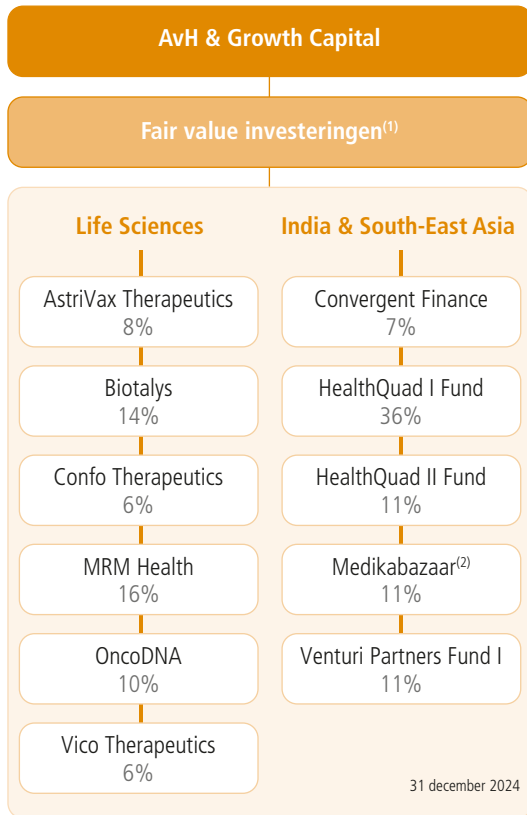 AvH & Growth Capital
Fair value investeringen(1)
Life Sciences
AstriVax Therapeutics
8%
Biotalys
14%
Confo Therapeutics
6%
MRM Health
16%
OncoDNA
10%
Vico Therapeutics
6%
India & South-East Asia
Convergent Finance
7%
HealthQuad I Fund
36%
HealthQuad II Fund
11%
Medikabazaar(2)
11%
Venturi Partners Fund I
11%
31 december 2024